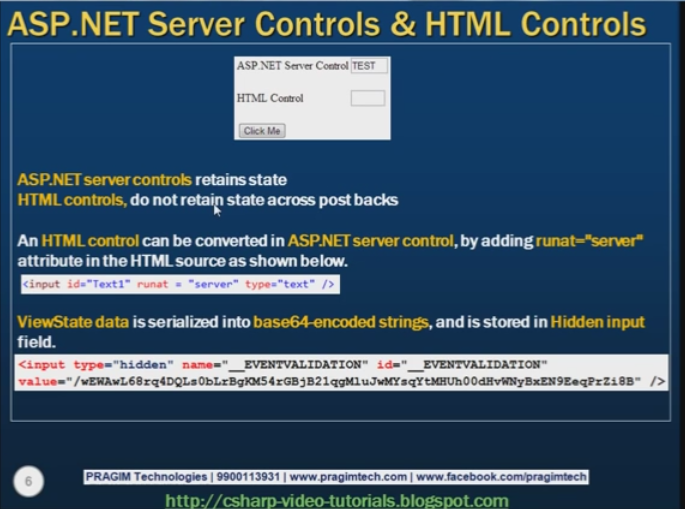 ASP.NET Server Controls & HTML Controls
ASP.NET Server Control TEST
HTML Control
Click Me
ASP.NET server controls retains state
HTML controls, do not retain state across post backs
An HTML control can be converted in ASP.NET server control, by adding runat="server"
attribute in the HTML source as shown below.
<input id="Text1" runat = "server" type="text" />
ViewState data is serialized into base64-encoded strings, and is stored in Hidden input
field.
<input type="hidden" name="__EVENTVALIDATION" id="__EVENTVALIDATION"
value="/wEWAwL68rq4DQLs0bLrBgKM54rGBjB21qgMluJwMYsqYtMHUh00dHvWNyBxEN9EeqPrZi8B" />
6
PRAGIM Technologies | 9900113931 | www.pragimtech.com | www.facebook.com/pragimtech
http://csharp-video-tutorials.blogspot.com